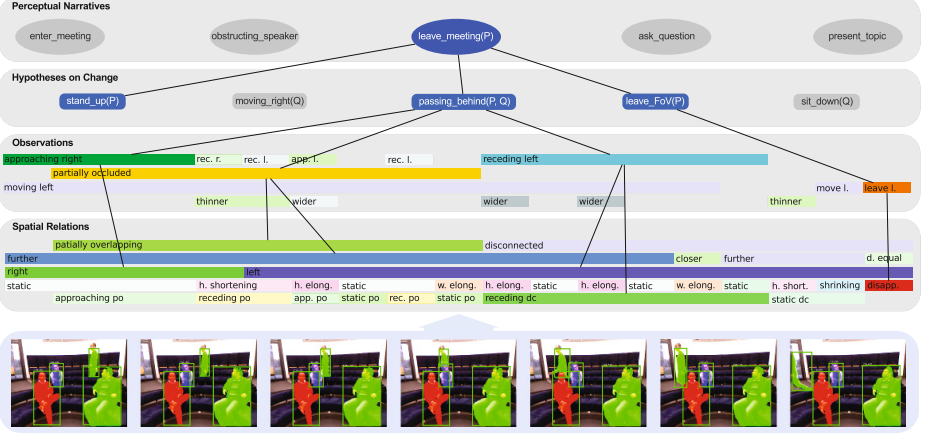 Perceptual Narratives
enter_meeting obstructing_speaker leave_meeting(P) ask_question present_topic
Hypotheses on Change
stand_up(P) moving_right(Q) passing_behind(P, Q) leave_FoV(P) sit_down(Q)
Observations
approaching right rec. r. rec. l. app. l. rec. l. receding left
partially occluded
moving left move l. leave l.
thinner wider wider wider thinner
Spatial Relations
patially overlapping disconnected
further closer further d. equal
right left
static h. shortening h. elong. static w. elong. h. elong. static h. elong. static w. elong. static h. short. shrinking disapp.
approaching po receding po app. po static po rec. po static po receding dc static dc